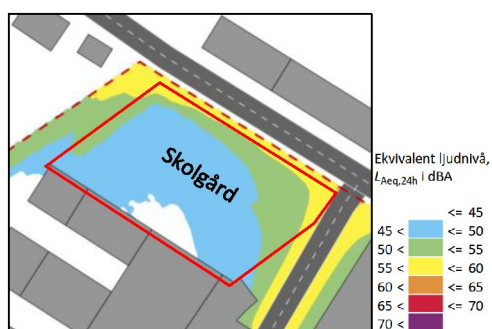 Skolgård
Ekvivalent ljudnivå,
LAeq,24h i dBA
<= 45
45 < <= 50
50 < <= 55
55 < <= 60
60 < <= 65
65 < <= 70
70 <